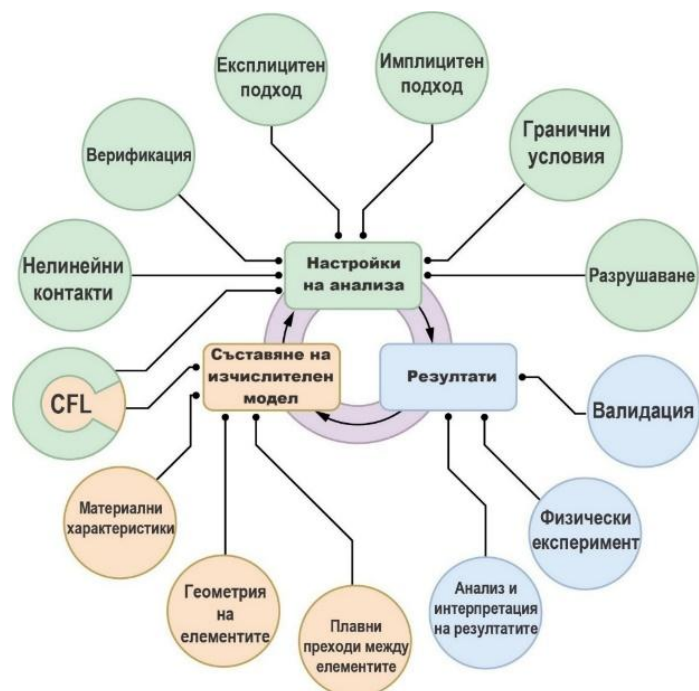 Експлицитен
подход
Имплицитен
подход
Гранични
условия
Верификация
Нелинейни
контакти
Настройки
на анализа
Разрушаване
CFL
Съставяне на
изчислителен
модел
Резултати
Валидация
Материални
характеристики
Геометрия
на
елементите
Плавни
преходи между
елементите
Анализ и
интерпретация
на резултатите
Физически
експеримент